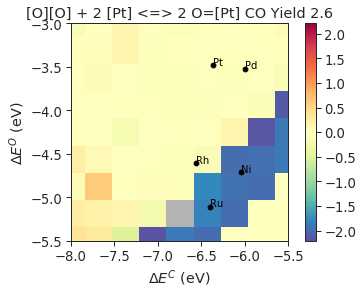 [O][O] + 2 [Pt] <=> 2 O=[Pt] CO Yield 2.6
−3.0
−3.5
−4.0
−4.5
−5.0
−5.5
ΔE^O (eV)
Pt
Pd
Rh
Ni
Ru
−8.0 −7.5 −7.0 −6.5 −6.0 −5.5
ΔE^C (eV)
2.0
1.5
1.0
0.5
0.0
−0.5
−1.0
−1.5
−2.0